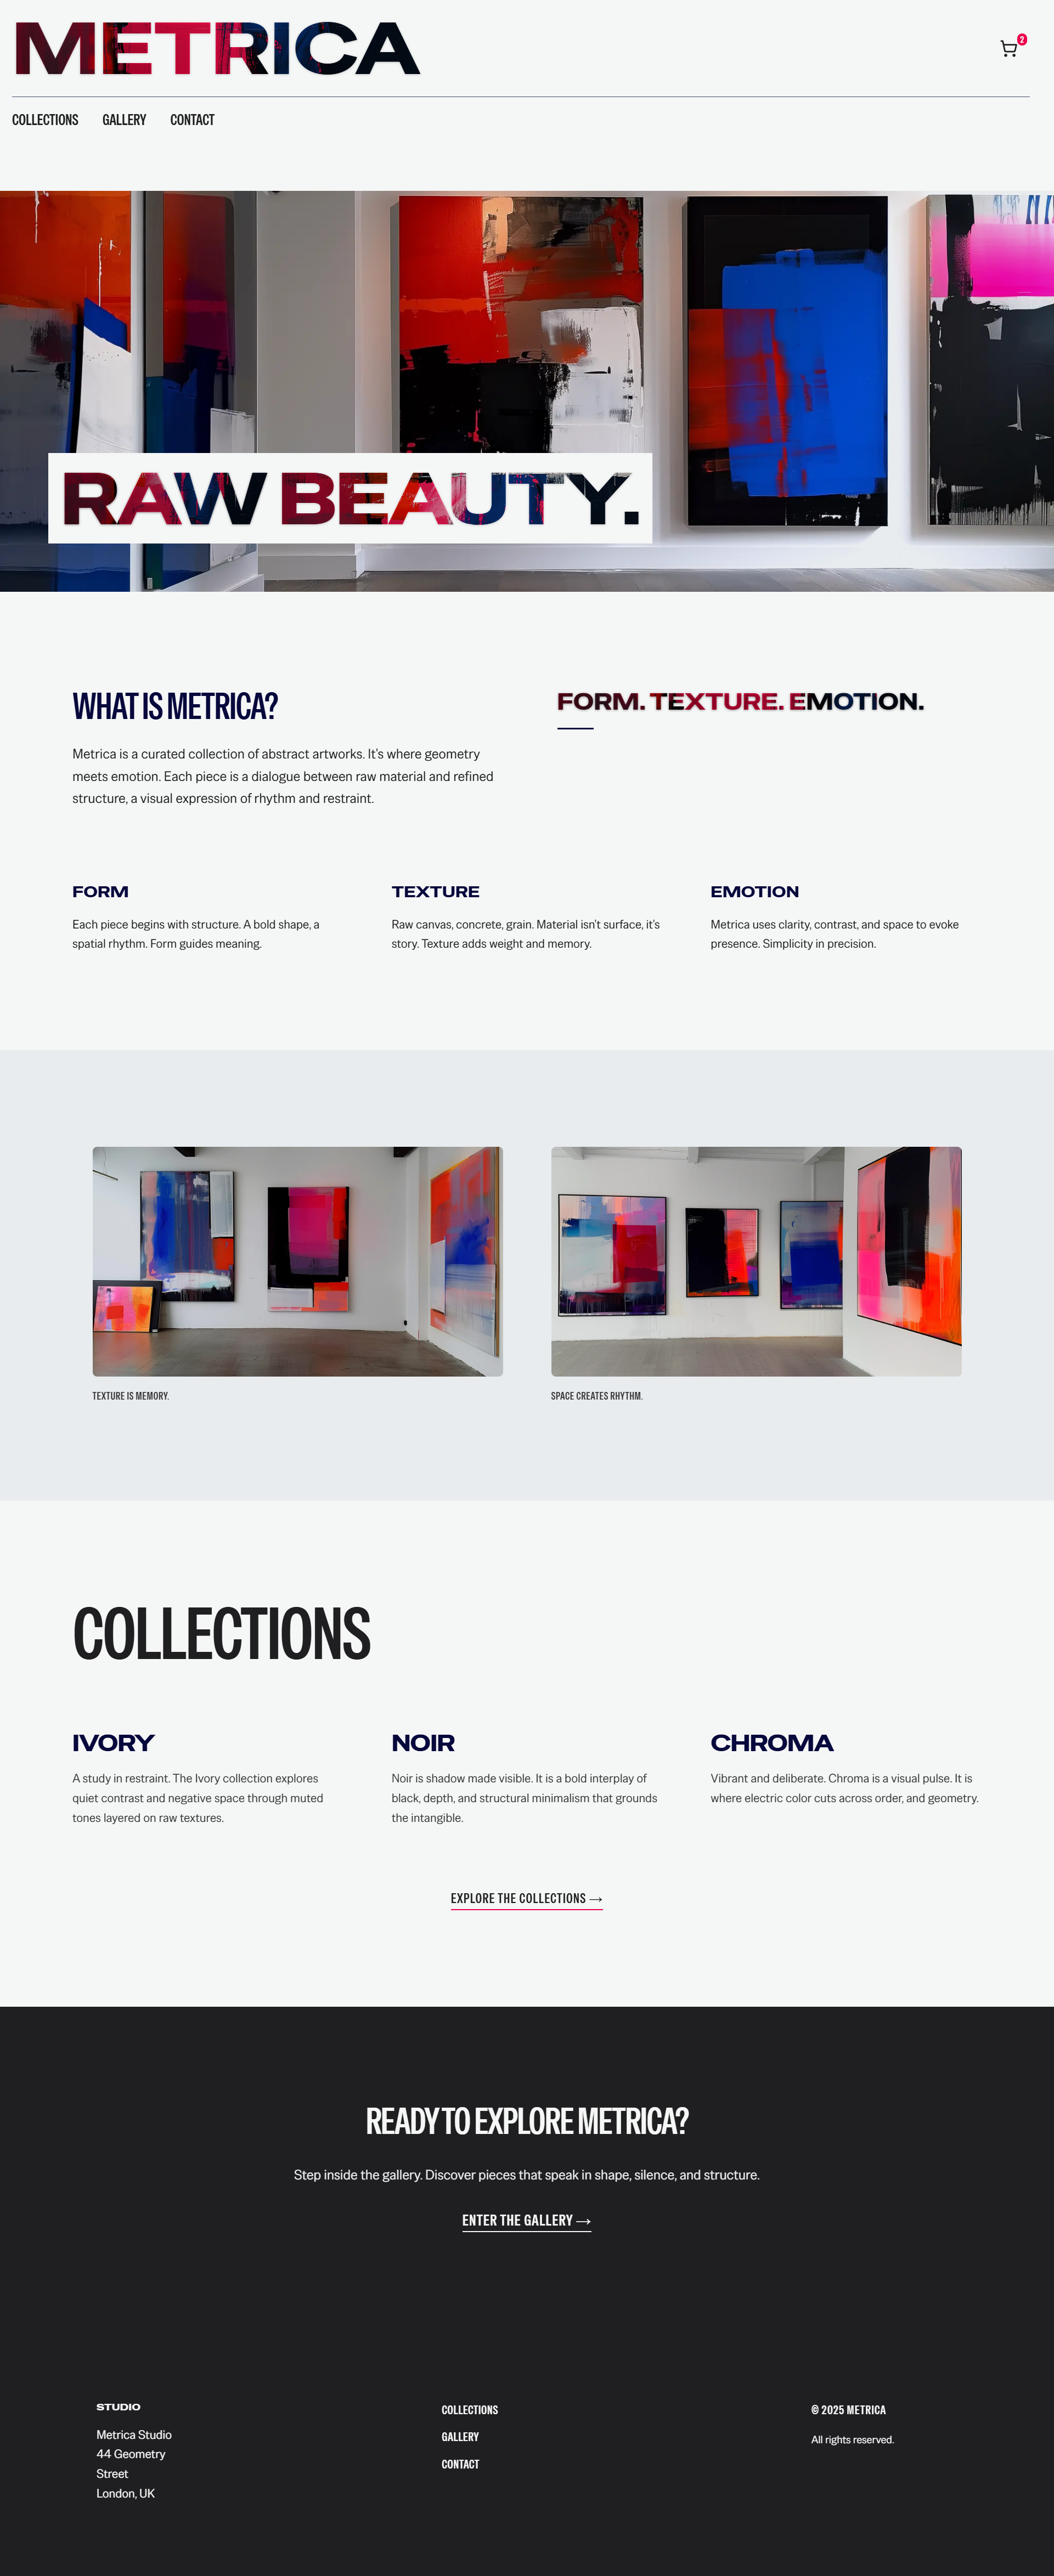 METRICA
2
COLLECTIONS GALLERY CONTACT
RAW BEAUTY.
WHAT IS METRICA?
Metrica is a curated collection of abstract artworks. It's where geometry
meets emotion. Each piece is a dialogue between raw material and refined
structure, a visual expression of rhythm and restraint.
FORM. TEXTURE. EMOTION.
FORM
Each piece begins with structure. A bold shape, a
spatial rhythm. Form guides meaning.
TEXTURE
Raw canvas, concrete, grain. Material isn't surface, it's
story. Texture adds weight and memory.
EMOTION
Metrica uses clarity, contrast, and space to evoke
presence. Simplicity in precision.
TEXTURE IS MEMORY.
SPACE CREATES RHYTHM.
COLLECTIONS
IVORY
A study in restraint. The Ivory collection explores
quiet contrast and negative space through muted
tones layered on raw textures.
NOIR
Noir is shadow made visible. It is a bold interplay of
black, depth, and structural minimalism that grounds
the intangible.
CHROMA
Vibrant and deliberate. Chroma is a visual pulse. It is
where electric color cuts across order, and geometry.
EXPLORE THE COLLECTIONS →
READY TO EXPLORE METRICA?
Step inside the gallery. Discover pieces that speak in shape, silence, and structure.
ENTER THE GALLERY →
STUDIO
Metrica Studio
44 Geometry
Street
London, UK
COLLECTIONS
GALLERY
CONTACT
© 2025 METRICA
All rights reserved.